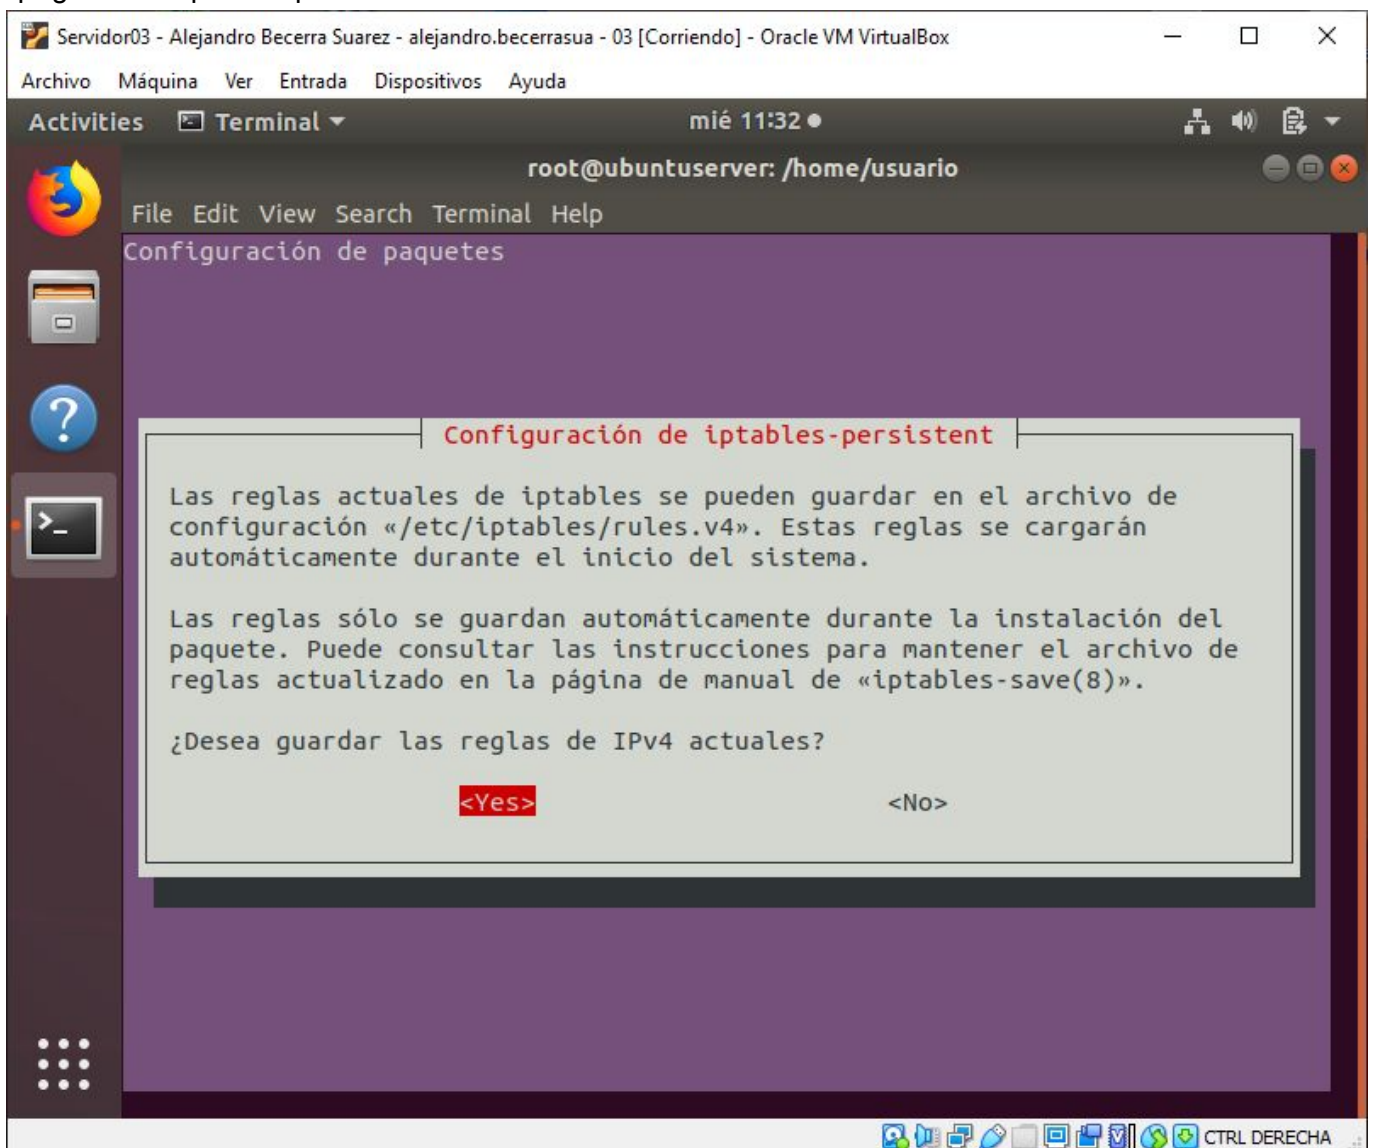 Servidor03 - Alejandro Becerra Suarez - alejandro.becerrasua - 03 [Corriendo] - Oracle VM VirtualBox
Archivo Máquina Ver Entrada Dispositivos Ayuda
Activities Terminal mié 11:32
root@ubuntuserver: /home/usuario
File Edit View Search Terminal Help
Configuración de paquetes
Configuración de iptables-persistent
Las reglas actuales de iptables se pueden guardar en el archivo de
configuración «/etc/iptables/rules.v4». Estas reglas se cargarán
automáticamente durante el inicio del sistema.
Las reglas sólo se guardan automáticamente durante la instalación del
paquete. Puede consultar las instrucciones para mantener el archivo de
reglas actualizado en la página de manual de «iptables-save(8)».
¿Desea guardar las reglas de IPv4 actuales?
<Yes> <No>
CTRL DERECHA